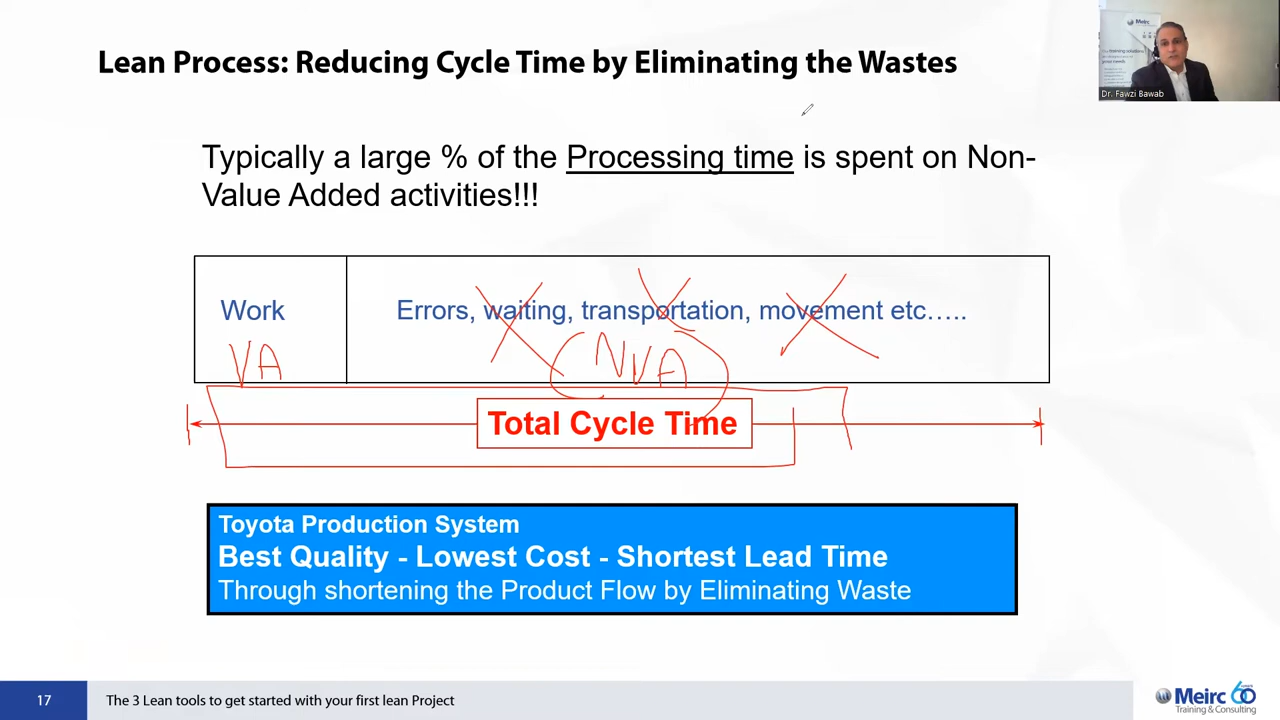 Lean Process: Reducing Cycle Time by Eliminating the Wastes
Meirc
Dr. Fawzi Bawab
Typically a large % of the Processing time is spent on Non-
Value Added activities!!!
Work
Errors, waiting, transportation, movement etc.....
VA
NVA
Total Cycle Time
Toyota Production System
Best Quality - Lowest Cost - Shortest Lead Time
Through shortening the Product Flow by Eliminating Waste
17
The 3 Lean tools to get started with your first lean Project
Meirc 60
Training & Consulting